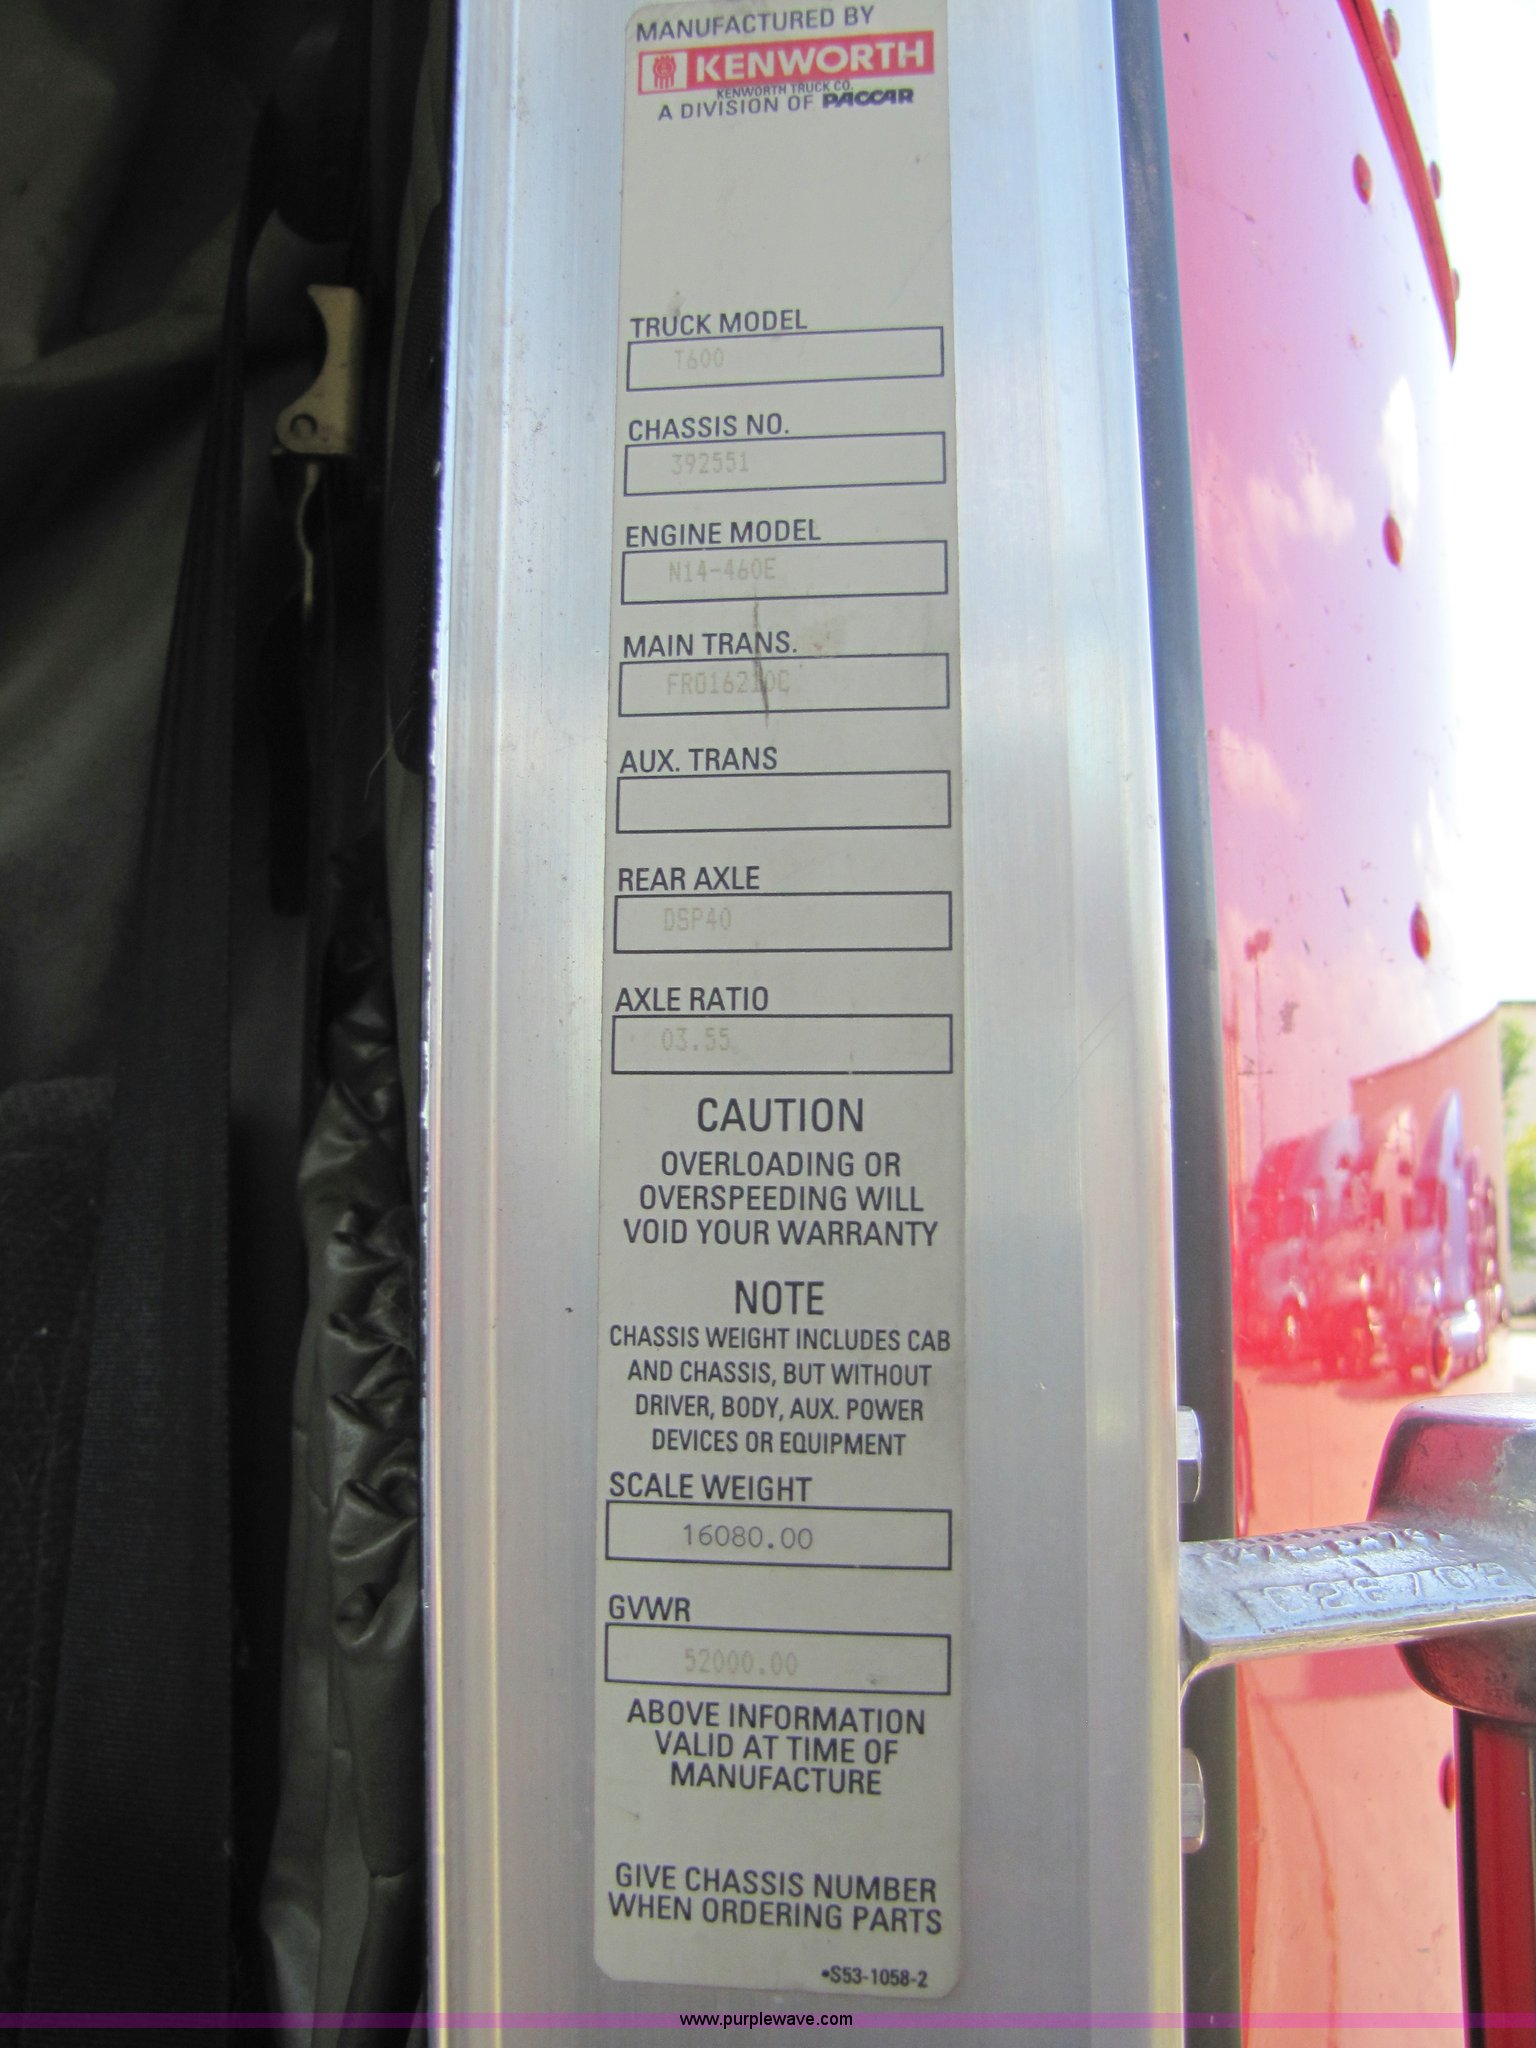 MANUFACTURED BY
KENWORTH
KENWORTH TRUCK CO.
A DIVISION OF PACCAR
TRUCK MODEL
T600
CHASSIS NO.
392551
ENGINE MODEL
N14-460E
MAIN TRANS.
FRO16210C
AUX. TRANS
REAR AXLE
DSP40
AXLE RATIO
03.55
CAUTION
OVERLOADING OR
OVERSPEEDING WILL
VOID YOUR WARRANTY
NOTE
CHASSIS WEIGHT INCLUDES CAB
AND CHASSIS, BUT WITHOUT
DRIVER, BODY, AUX. POWER
DEVICES OR EQUIPMENT
SCALE WEIGHT
16080.00
GVWR
52000.00
ABOVE INFORMATION
VALID AT TIME OF
MANUFACTURE
GIVE CHASSIS NUMBER
WHEN ORDERING PARTS
•S53-1058-2
www.purplewave.com